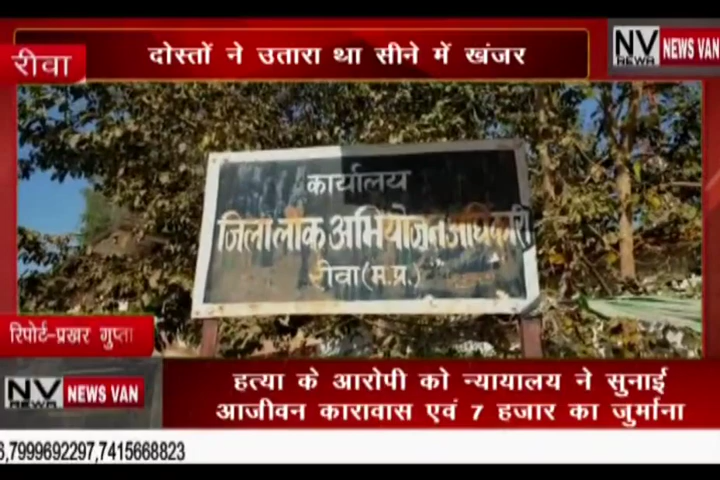 दोस्तों ने उतारा था सीने में खंजर
रीवा
NV
REWA
NEWS VAN
कार्यालय
जिला लोक अभियोजन अधिकारी
रीवा (म.प्र.)
रिपोर्ट-प्रखर गुप्ता
NV
REWA
NEWS VAN
हत्या के आरोपी को न्यायालय ने सुनाई
आजीवन कारावास एवं 7 हजार का जुर्माना
6,7999692297,7415668823